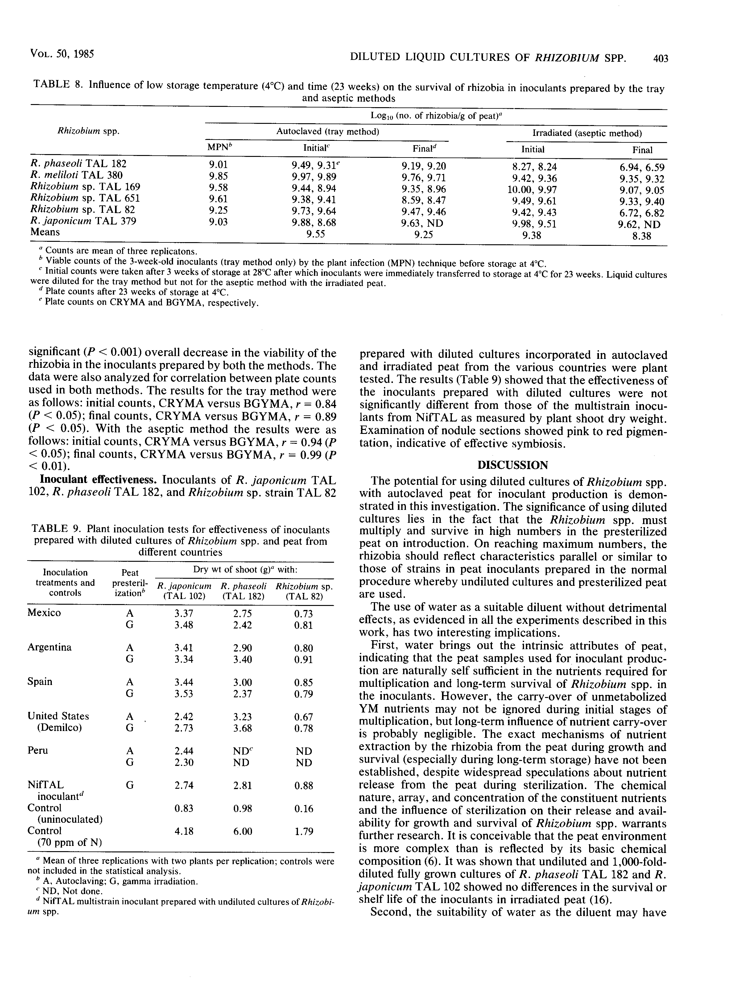 VOL. 50, 1985
DILUTED LIQUID CULTURES OF RHIZOBIUM SPP. 403
TABLE 8. Influence of low storage temperature (4°C) and time (23 weeks) on the survival of rhizobia in inoculants prepared by the tray
and aseptic methods
Log10 (no. of rhizobia/g of peat)a
Rhizobium spp. Autoclaved (tray method) Irradiated (aseptic method)
MPNb Initialc Finald Initial Final
R. phaseoli TAL 182 9.01 9.49, 9.31e 9.19, 9.20 8.27, 8.24 6.94, 6.59
R. meliloti TAL 380 9.85 9.97, 9.89 9.76, 9.71 9.42, 9.36 9.35, 9.32
Rhizobium sp. TAL 169 9.58 9.44, 8.94 9.35, 8.96 10.00, 9.97 9.07, 9.05
Rhizobium sp. TAL 651 9.61 9.38, 9.41 8.59, 8.47 9.49, 9.61 9.33, 9.40
Rhizobium sp. TAL 82 9.25 9.73, 9.64 9.47, 9.46 9.42, 9.43 6.72, 6.82
R. japonicum TAL 379 9.03 9.88, 8.68 9.63, ND 9.98, 9.51 9.62, ND
Means 9.55 9.25 9.38 8.38
a Counts are mean of three replicatons.
b Viable counts of the 3-week-old inoculants (tray method only) by the plant infection (MPN) technique before storage at 4°C.
c Initial counts were taken after 3 weeks of storage at 28°C after which inoculants were immediately transferred to storage at 4°C for 23 weeks. Liquid cultures
were diluted for the tray method but not for the aseptic method with the irradiated peat.
d Plate counts after 23 weeks of storage at 4°C.
e Plate counts on CRYMA and BGYMA, respectively.
significant (P < 0.001) overall decrease in the viability of the
rhizobia in the inoculants prepared by both the methods. The
data were also analyzed for correlation between plate counts
used in both methods. The results for the tray method were
as follows: initial counts, CRYMA versus BGYMA, r = 0.84
(P < 0.05); final counts, CRYMA versus BGYMA, r = 0.89
(P < 0.05). With the aseptic method the results were as
follows: initial counts, CRYMA versus BGYMA, r = 0.94 (P
< 0.05); final counts, CRYMA versus BGYMA, r = 0.99 (P
< 0.01).
Inoculant effectiveness. Inoculants of R. japonicum TAL
102, R. phaseoli TAL 182, and Rhizobium sp. strain TAL 82
TABLE 9. Plant inoculation tests for effectiveness of inoculants
prepared with diluted cultures of Rhizobium spp. and peat from
different countries
Inoculation Peat Dry wt of shoot (g)a with:
treatments and presteril- R. japonicum R. phaseoli Rhizobium sp.
controls izationb (TAL 102) (TAL 182) (TAL 82)
Mexico A 3.37 2.75 0.73
G 3.48 2.42 0.81
Argentina A 3.41 2.90 0.80
G 3.34 3.40 0.91
Spain A 3.44 3.00 0.85
G 3.53 2.37 0.79
United States A 2.42 3.23 0.67
(Demilco) G 2.73 3.68 0.78
Peru A 2.44 NDc ND
G 2.30 ND ND
NifTAL G 2.74 2.81 0.88
inoculantd
Control 0.83 0.98 0.16
(uninoculated)
Control 4.18 6.00 1.79
(70 ppm of N)
a Mean of three replications with two plants per replication; controls were
not included in the statistical analysis.
b A, Autoclaving; G, gamma irradiation.
c ND, Not done.
d NifTAL multistrain inoculant prepared with undiluted cultures of Rhizobi-
um spp.
prepared with diluted cultures incorporated in autoclaved
and irradiated peat from the various countries were plant
tested. The results (Table 9) showed that the effectiveness of
the inoculants prepared with diluted cultures were not
significantly different from those of the multistrain inocu-
lants from NifTAL as measured by plant shoot dry weight.
Examination of nodule sections showed pink to red pigmen-
tation, indicative of effective symbiosis.
DISCUSSION
The potential for using diluted cultures of Rhizobium spp.
with autoclaved peat for inoculant production is demon-
strated in this investigation. The significance of using diluted
cultures lies in the fact that the Rhizobium spp. must
multiply and survive in high numbers in the presterilized
peat on introduction. On reaching maximum numbers, the
rhizobia should reflect characteristics parallel or similar to
those of strains in peat inoculants prepared in the normal
procedure whereby undiluted cultures and presterilized peat
are used.
The use of water as a suitable diluent without detrimental
effects, as evidenced in all the experiments described in this
work, has two interesting implications.
First, water brings out the intrinsic attributes of peat,
indicating that the peat samples used for inoculant produc-
tion are naturally self sufficient in the nutrients required for
multiplication and long-term survival of Rhizobium spp. in
the inoculants. However, the carry-over of unmetabolized
YM nutrients may not be ignored during initial stages of
multiplication, but long-term influence of nutrient carry-over
is probably negligible. The exact mechanisms of nutrient
extraction by the rhizobia from the peat during growth and
survival (especially during long-term storage) have not been
established, despite widespread speculations about nutrient
release from the peat during sterilization. The chemical
nature, array, and concentration of the constituent nutrients
and the influence of sterilization on their release and avail-
ability for growth and survival of Rhizobium spp. warrants
further research. It is conceivable that the peat environment
is more complex than is reflected by its basic chemical
composition (6). It was shown that undiluted and 1,000-fold-
diluted fully grown cultures of R. phaseoli TAL 182 and R.
japonicum TAL 102 showed no differences in the survival or
shelf life of the inoculants in irradiated peat (16).
Second, the suitability of water as the diluent may have